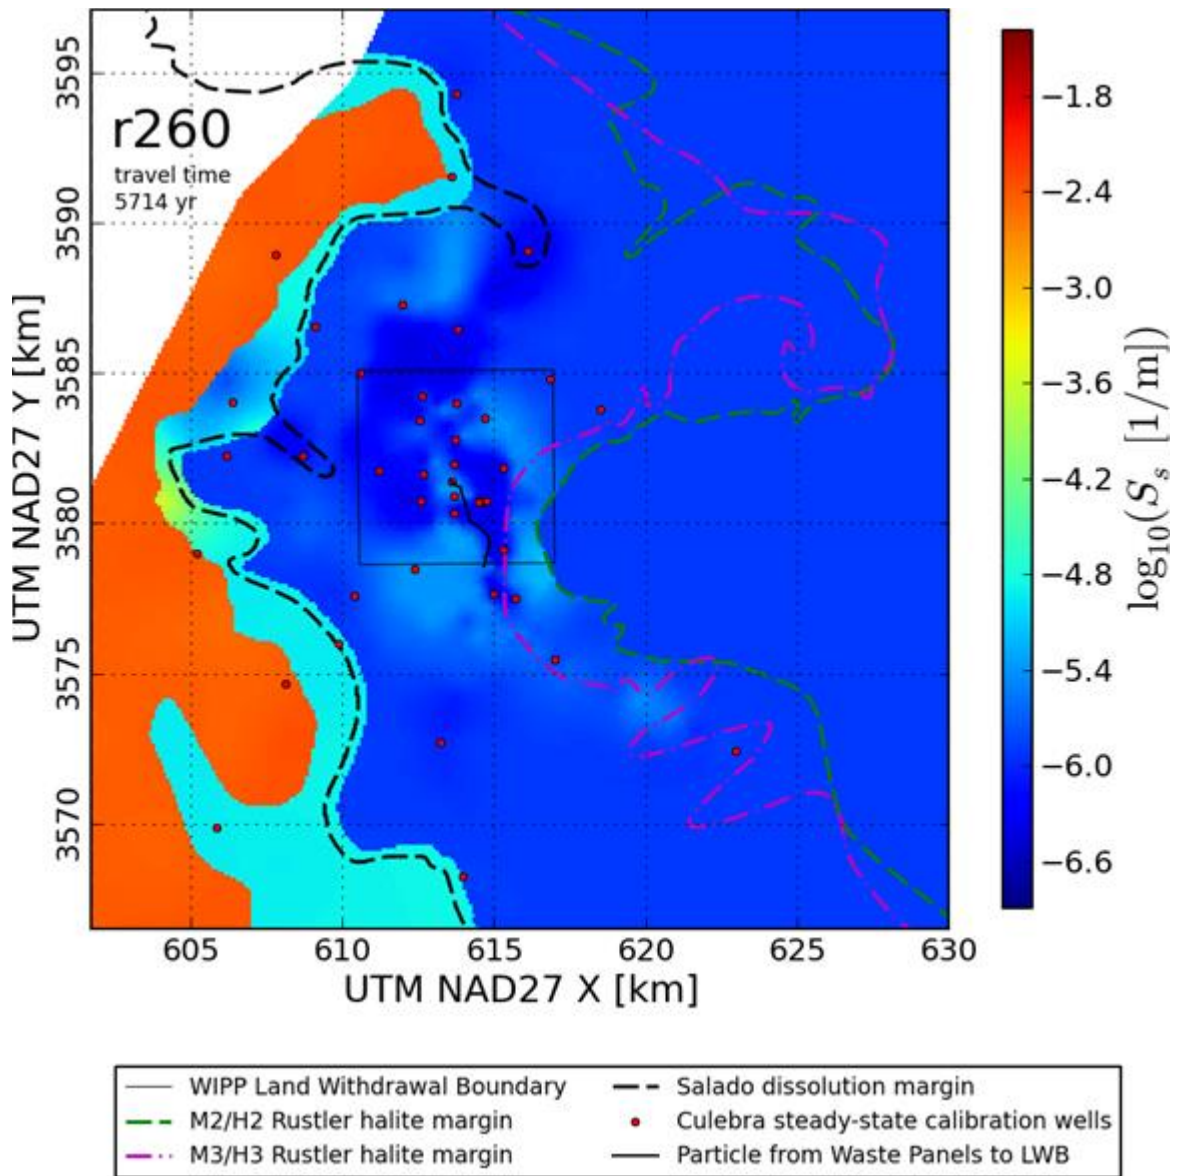 r260
travel time
5714 yr
3595
3590
3585
3580
3575
3570
UTM NAD27 Y [km]
605 610 615 620 625 630
UTM NAD27 X [km]
−1.8
−2.4
−3.0
−3.6
−4.2
−4.8
−5.4
−6.0
−6.6
log₁₀(Sₛ [1/m])
WIPP Land Withdrawal Boundary
M2/H2 Rustler halite margin
M3/H3 Rustler halite margin
Salado dissolution margin
Culebra steady-state calibration wells
Particle from Waste Panels to LWB